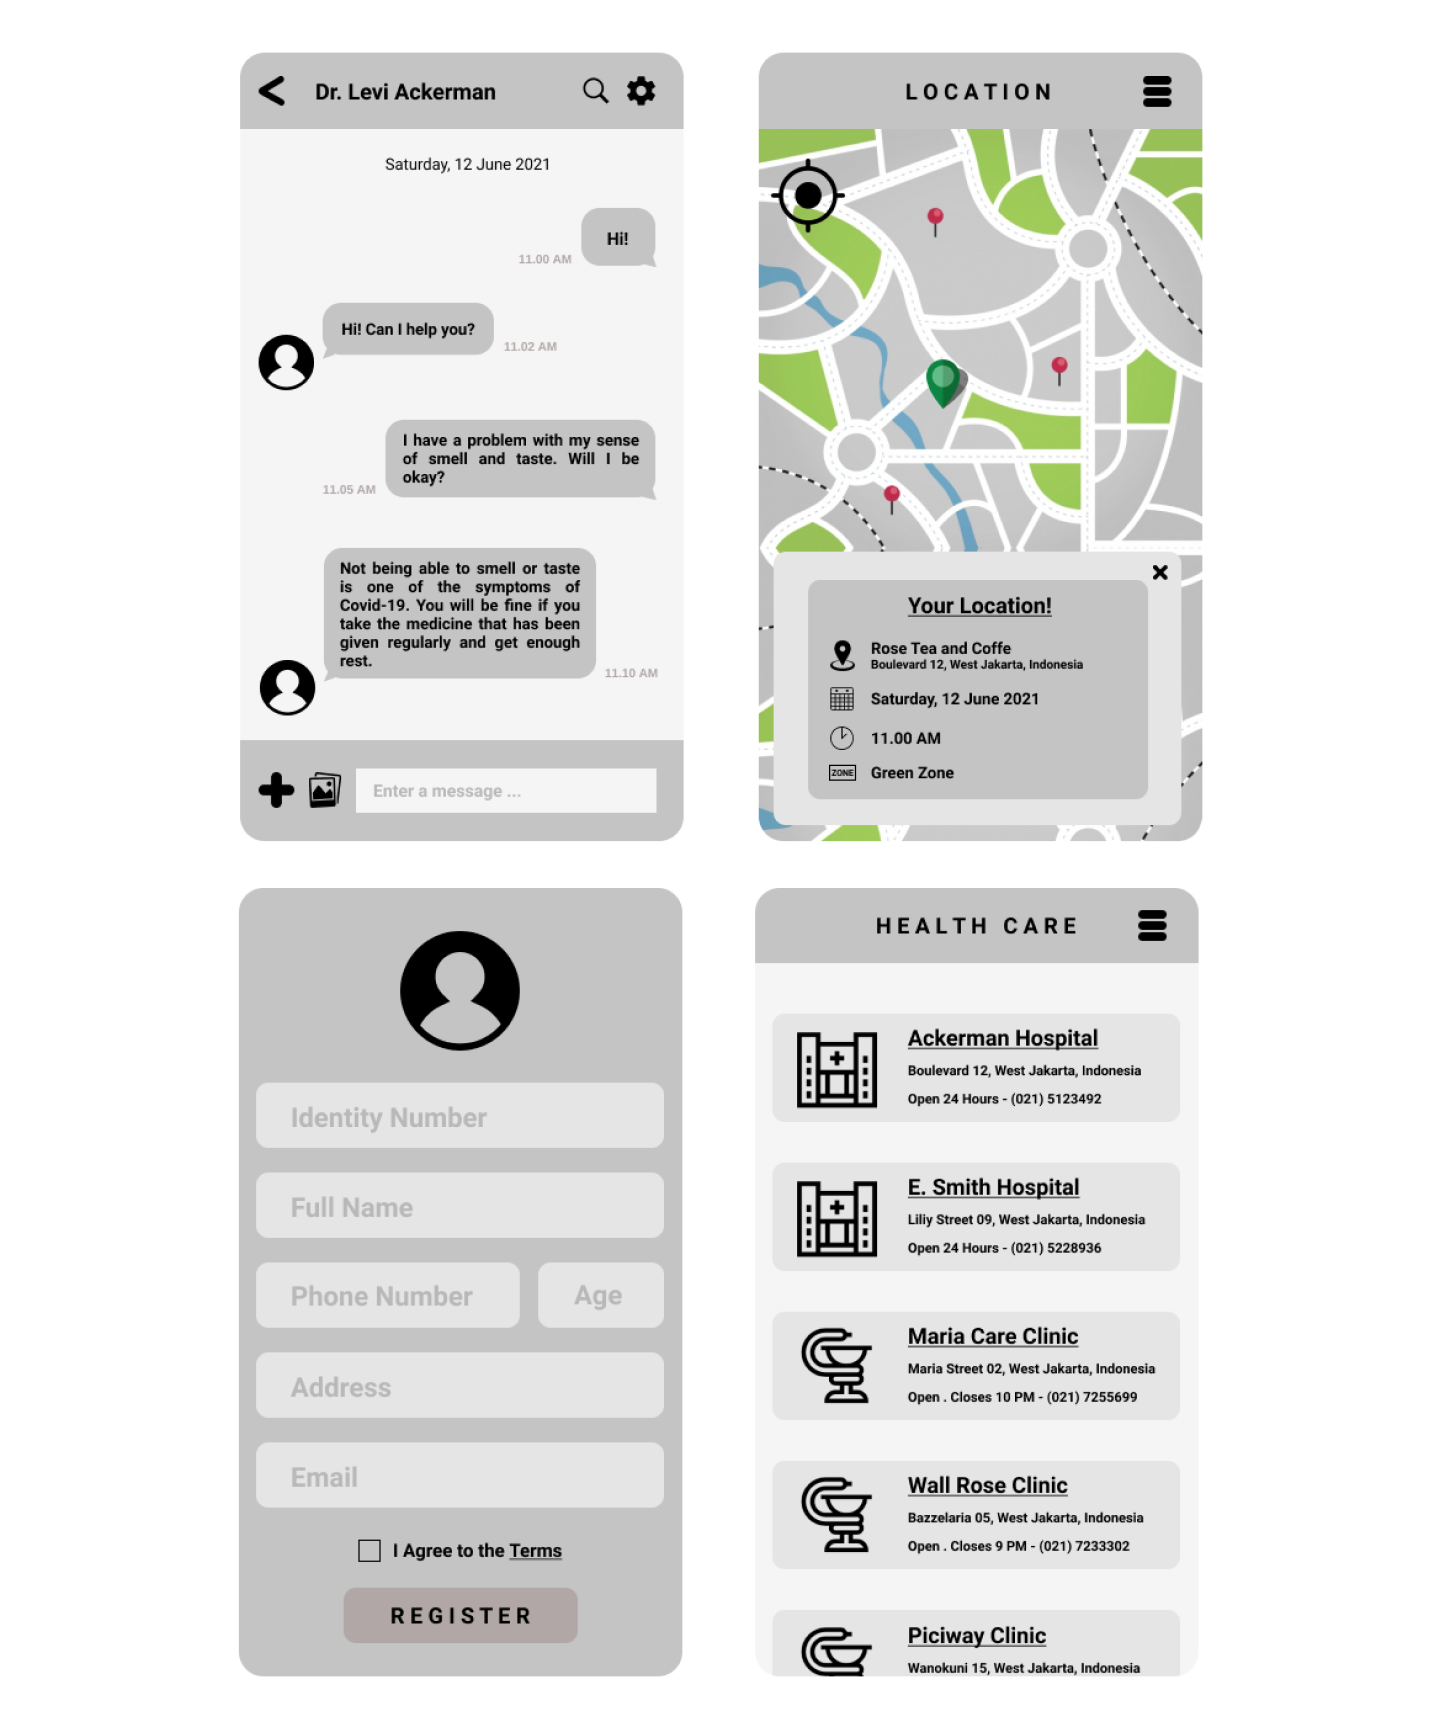 Dr. Levi Ackerman
Saturday, 12 June 2021
Hi!
11.00 AM
Hi! Can I help you?
11.02 AM
I have a problem with my sense
of smell and taste. Will I be
okay?
11.05 AM
Not being able to smell or taste
is one of the symptoms of
Covid-19. You will be fine if you
take the medicine that has been
given regularly and get enough
rest.
11.10 AM
Enter a message ...
LOCATION
Your Location!
Rose Tea and Coffe
Boulevard 12, West Jakarta, Indonesia
Saturday, 12 June 2021
11.00 AM
ZONE
Green Zone
Identity Number
Full Name
Phone Number
Age
Address
Email
I Agree to the Terms
REGISTER
HEALTH CARE
Ackerman Hospital
Boulevard 12, West Jakarta, Indonesia
Open 24 Hours - (021) 5123492
E. Smith Hospital
Liliy Street 09, West Jakarta, Indonesia
Open 24 Hours - (021) 5228936
Maria Care Clinic
Maria Street 02, West Jakarta, Indonesia
Open . Closes 10 PM - (021) 7255699
Wall Rose Clinic
Bazzelaria 05, West Jakarta, Indonesia
Open . Closes 9 PM - (021) 7233302
Piciway Clinic
Wanokuni 15, West Jakarta, Indonesia